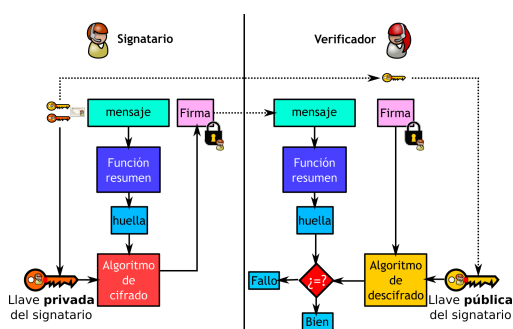 Signatario
Verificador
mensaje
Firma
mensaje
Firma
Función
resumen
Función
resumen
huella
huella
Algoritmo
de
cifrado
Fallo
¿=?
Algoritmo
de
descifrado
Llave privada
del signatario
Llave pública
del signatario
Bien